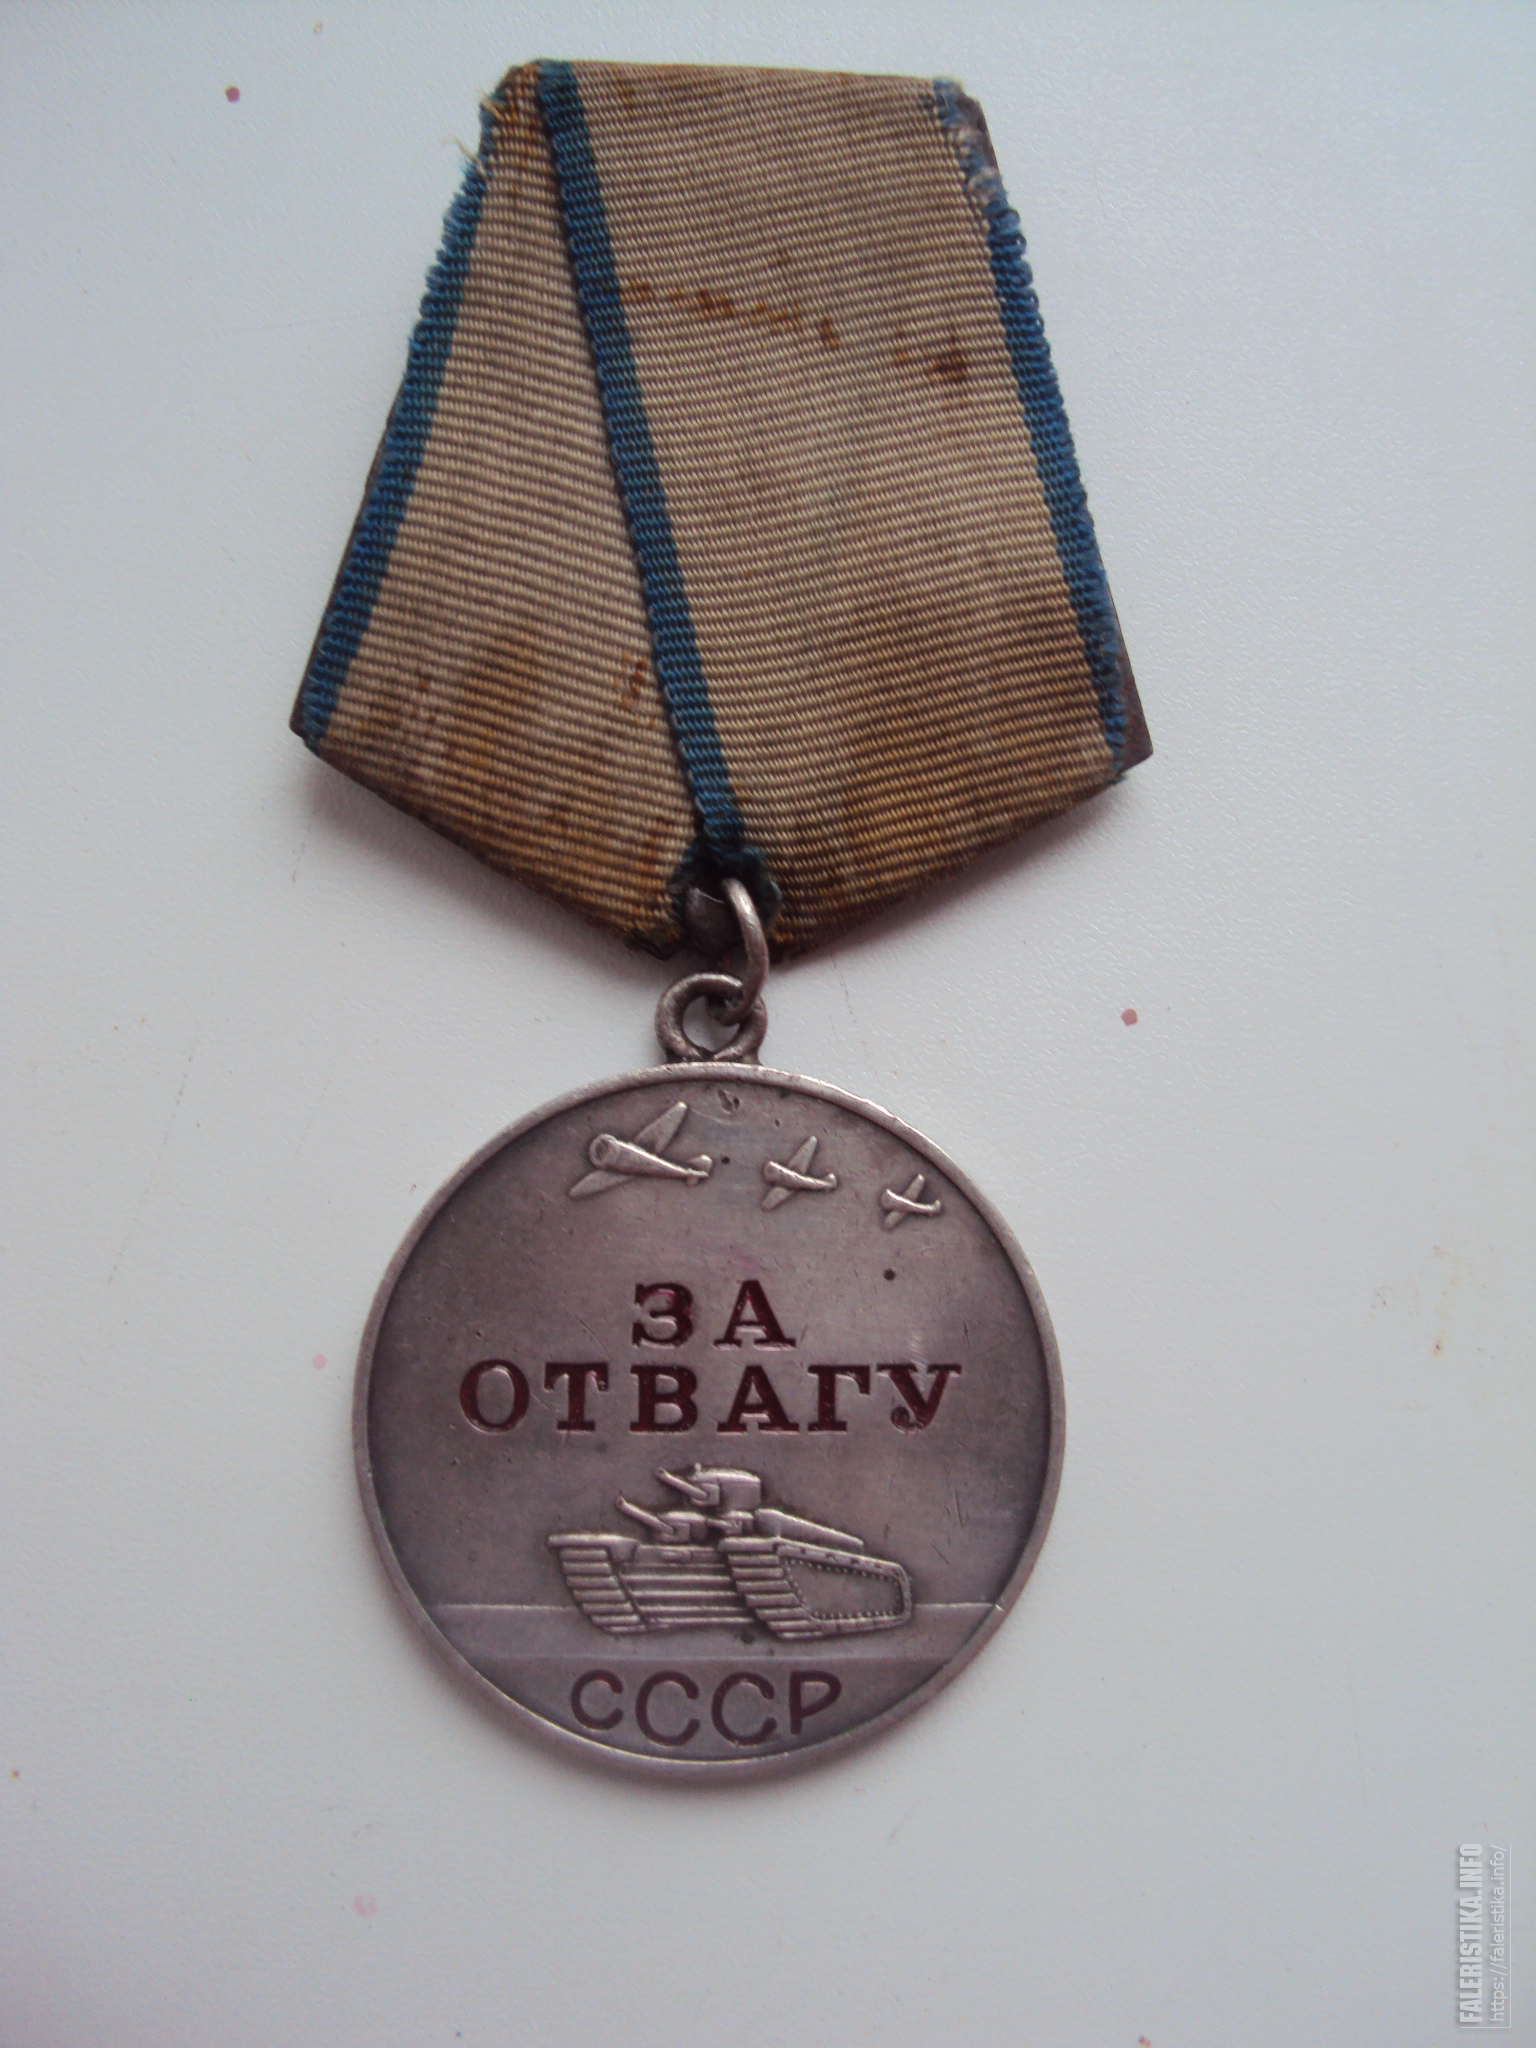 ЗА
ОТВАГУ
СССР
FALERISTIKA.INFO
https://faleristika.info/